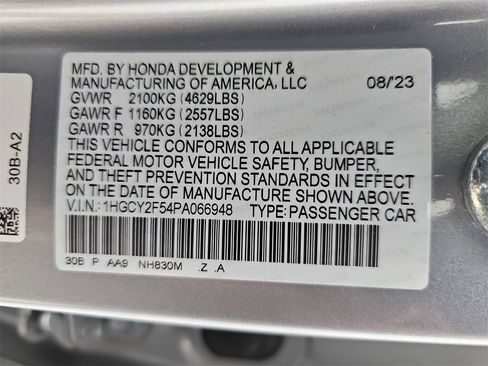 MFD. BY HONDA DEVELOPMENT &
MANUFACTURING OF AMERICA, LLC 08/23
GVWR 2100KG (4629LBS)
GAWR F 1160KG (2557LBS)
GAWR R 970KG (2138LBS)
THIS VEHICLE CONFORMS TO ALL APPLICABLE
FEDERAL MOTOR VEHICLE SAFETY, BUMPER,
AND THEFT PREVENTION STANDARDS IN EFFECT
ON THE DATE OF MANUFACTURE SHOWN ABOVE.
V.I.N.: 1HGCY2F54PA066948 TYPE: PASSENGER CAR
30B P AA9 NH830M .Z .A
30B-A2